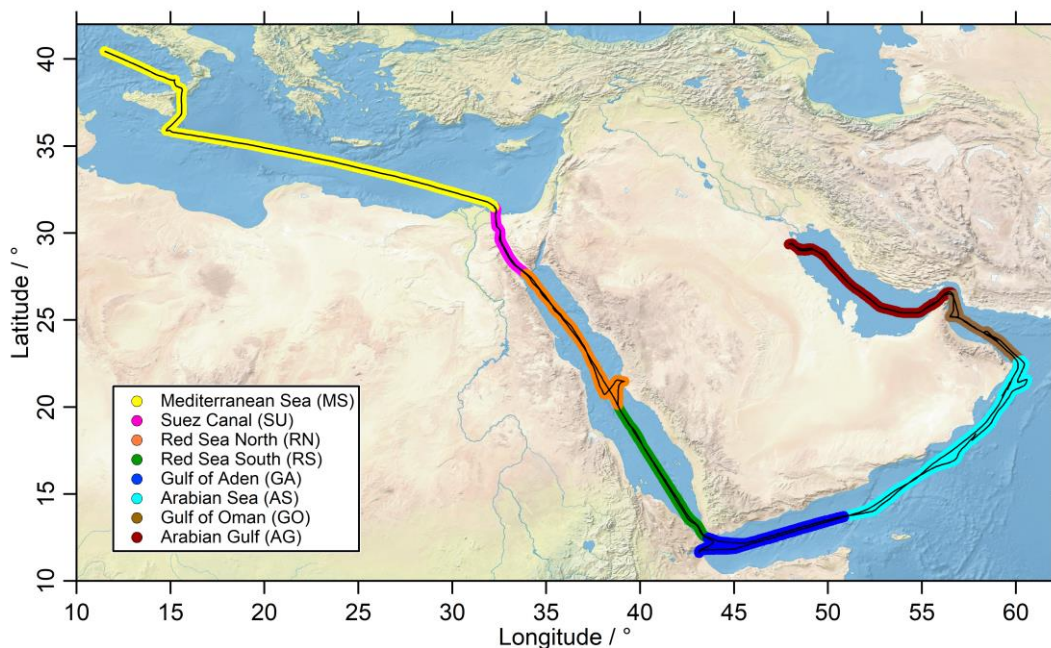 Latitude / °
40
35
30
25
20
15
10
Mediterranean Sea (MS)
Suez Canal (SU)
Red Sea North (RN)
Red Sea South (RS)
Gulf of Aden (GA)
Arabian Sea (AS)
Gulf of Oman (GO)
Arabian Gulf (AG)
10 15 20 25 30 35 40 45 50 55 60
Longitude / °